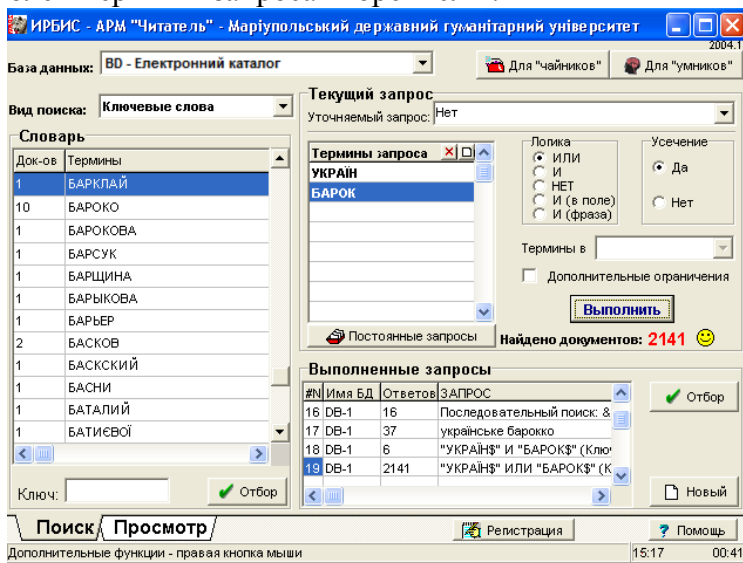 ИРБИС - АРМ "Читатель" - Маріупольський державний гуманітарний університет
2004.1
База данных: BD - Електронний каталог
Для "чайников" Для "умников"
Вид поиска: Ключевые слова
Словарь
Док-ов Термины
1 БАРКЛАЙ
10 БАРОКО
1 БАРОКОВА
1 БАРСУК
1 БАРЩИНА
1 БАРЫКОВА
1 БАРЬЕР
2 БАСКОВ
1 БАСКСКИЙ
1 БАСНИ
1 БАТАЛИЙ
1 БАТИЄВОЇ
Ключ: Отбор
Текущий запрос
Уточняемый запрос: Нет
Термины запроса
УКРАЇН
БАРОК
Логика
ИЛИ
И
НЕТ
И (в поле)
И (фраза)
Усечение
Да
Нет
Термины в
Дополнительные ограничения
Выполнить
Постоянные запросы Найдено документов: 2141
Выполненные запросы
#N Имя БД Ответов ЗАПРОС
16 DB-1 16 Последовательный поиск: &
17 DB-1 37 українське барокко
18 DB-1 6 "УКРАЇН$" И "БАРОК$" (Клю
19 DB-1 2141 "УКРАЇН$" ИЛИ "БАРОК$" (К
Отбор
Новый
Поиск Просмотр Регистрация Помощь
Дополнительные функции - правая кнопка мыши 15:17 00:41